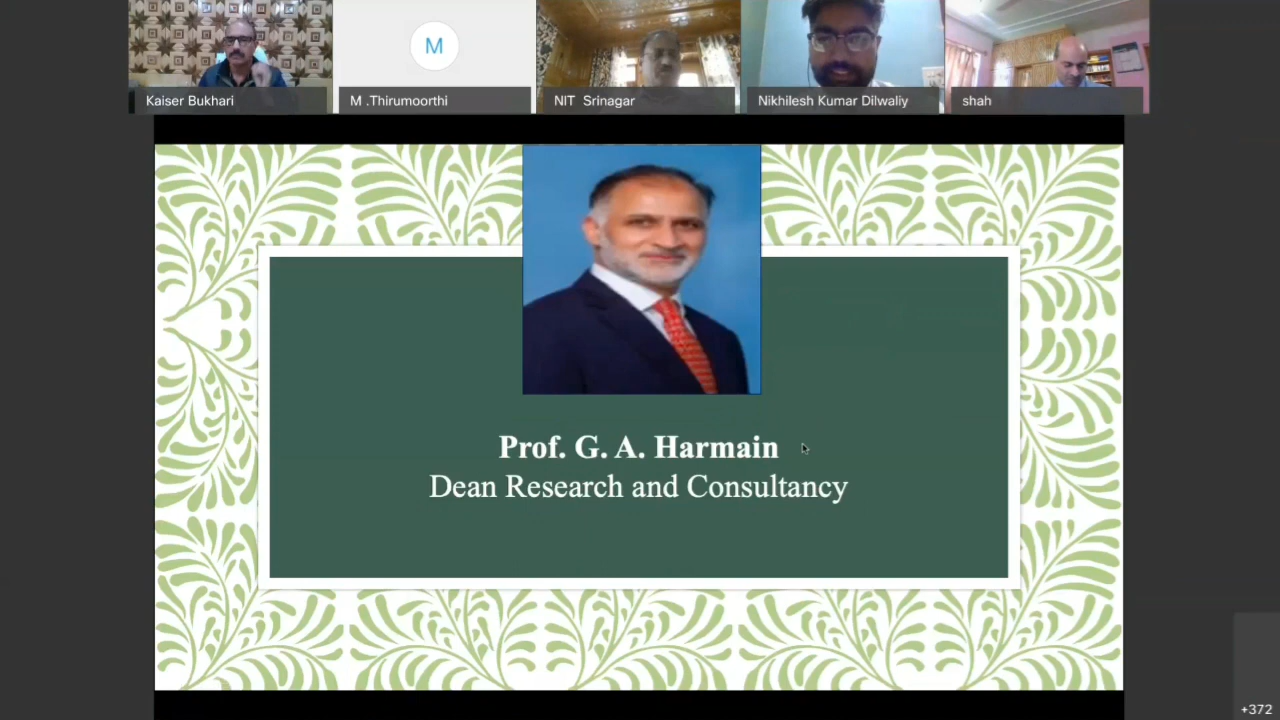 Kaiser Bukhari
M
M .Thirumoorthi
NIT Srinagar
Nikhilesh Kumar Dilwaliy
shah
Prof. G. A. Harmain
Dean Research and Consultancy
+372